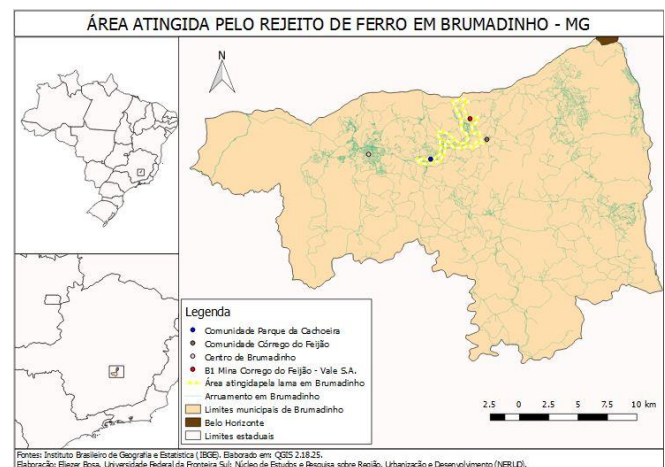 ÁREA ATINGIDA PELO REJEITO DE FERRO EM BRUMADINHO - MG
N
Legenda
Comunidade Parque da Cachoeira
Comunidade Córrego do Feijão
Centro de Brumadinho
B1 Mina Corrego do Feijão - Vale S.A.
Área atingidapela lama em Brumadinho
Arruamento em Brumadinho
Limites municipais de Brumadinho
Belo Horizonte
Limites estaduais
2.5 0 2.5 5 7.5 10 km
Fontes: Instituto Brasileiro de Geografia e Estatística (IBGE). Elaborado em QGIS 2.18.25.
Elaboração: Eliezer Rosa. Universidade Federal da Fronteira Sul; Núcleo de Estudos e Pesquisa sobre Região, Urbanização e Desenvolvimento (NERUD).